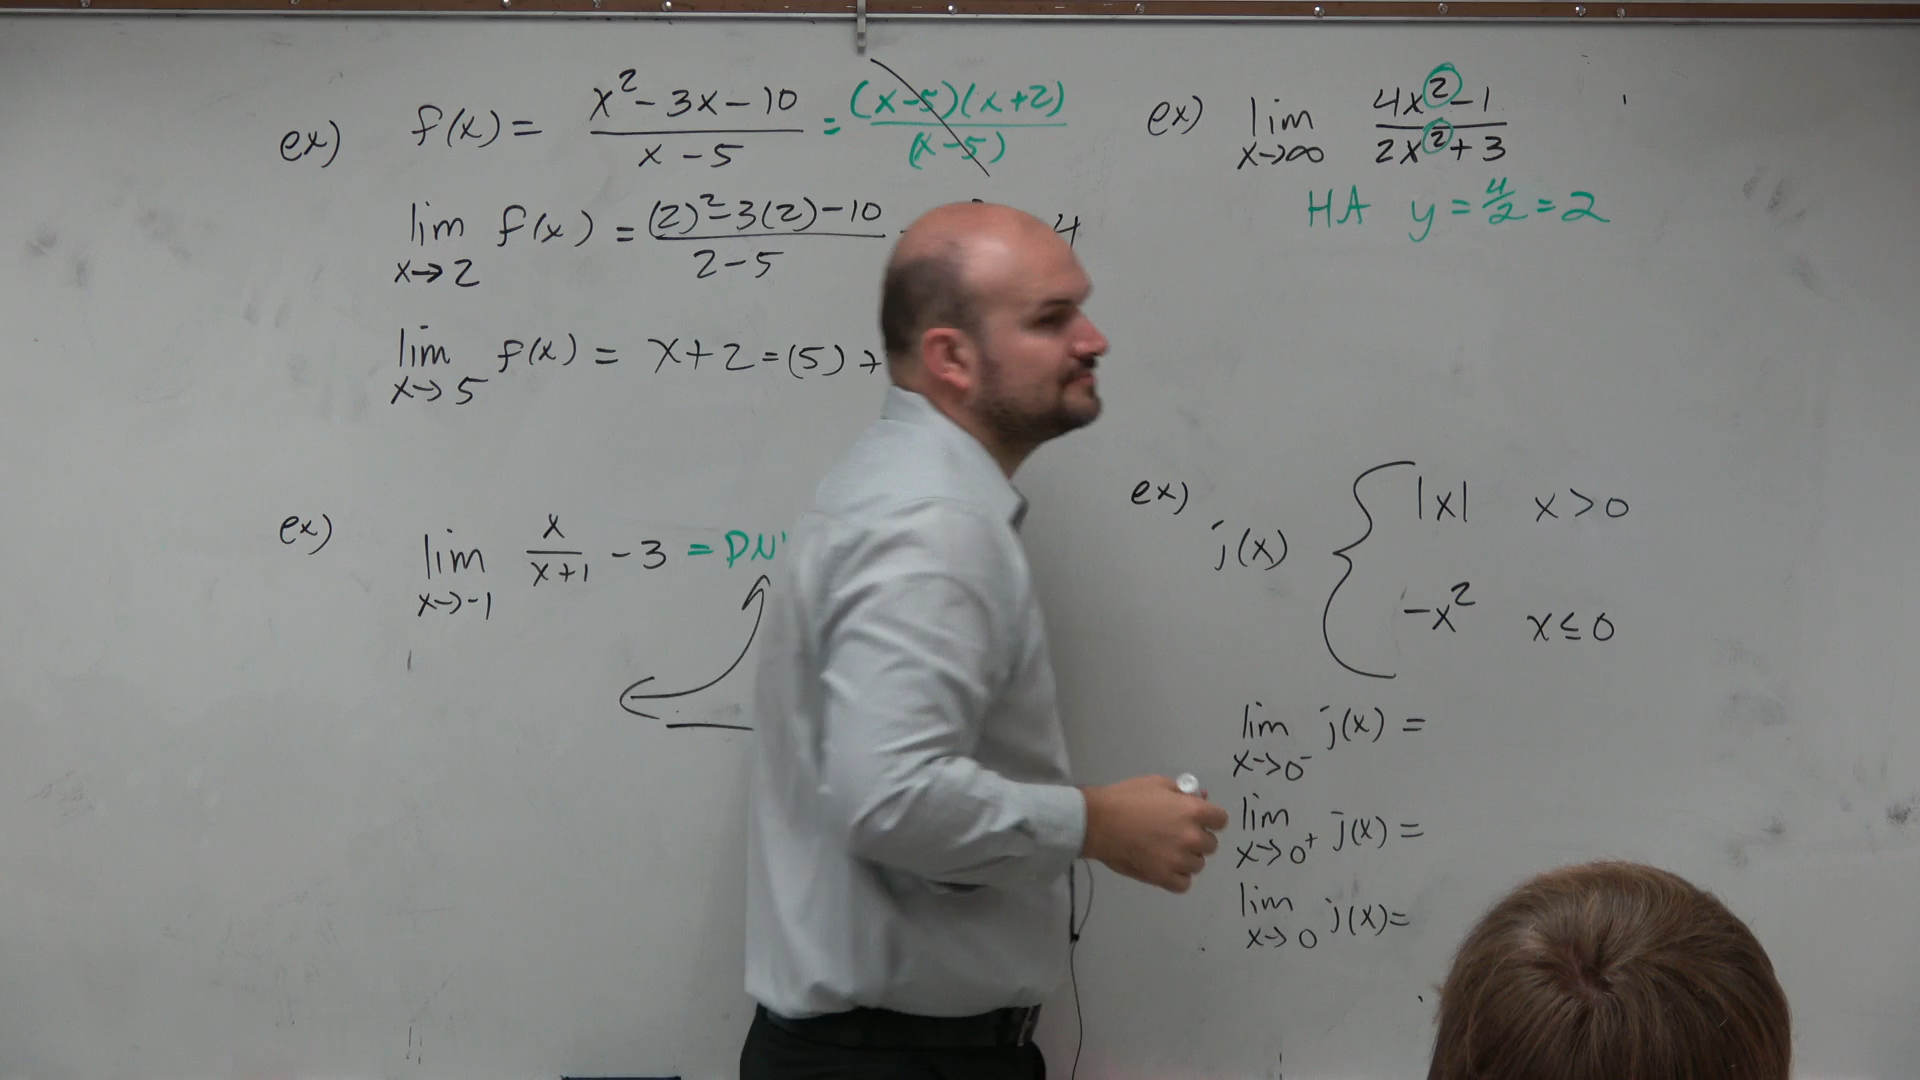 ex) f(x) = x²-3x-10 / x-5 = (x-5)(x+2) / (x-5)
lim x→2 f(x) = (2)²-3(2)-10 / 2-5 4
lim x→5 f(x) = x+2 = (5) +
ex) lim x→-1 x / x+1 -3 = DN
ex) lim x→∞ 4x²-1 / 2x²+3
HA y = 4/2 = 2
ex) j(x) { |x| x>0
-x² x≤0
lim x→0⁻ j(x) =
lim x→0⁺ j(x) =
lim x→0 j(x)=